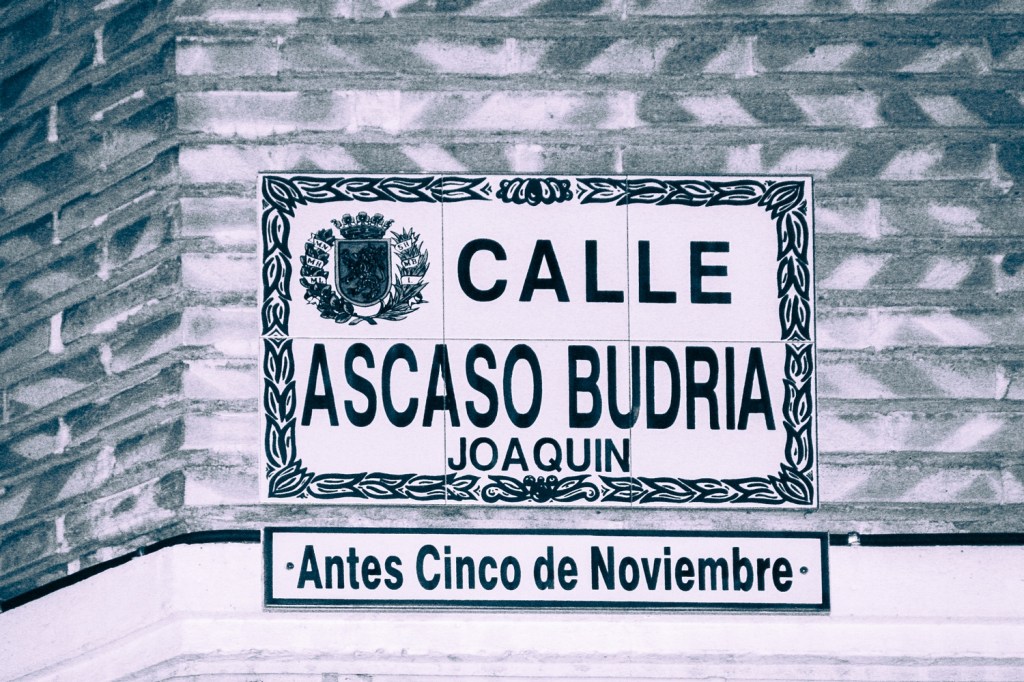 CALLE
ASCASO BUDRIA
JOAQUIN
Antes Cinco de Noviembre